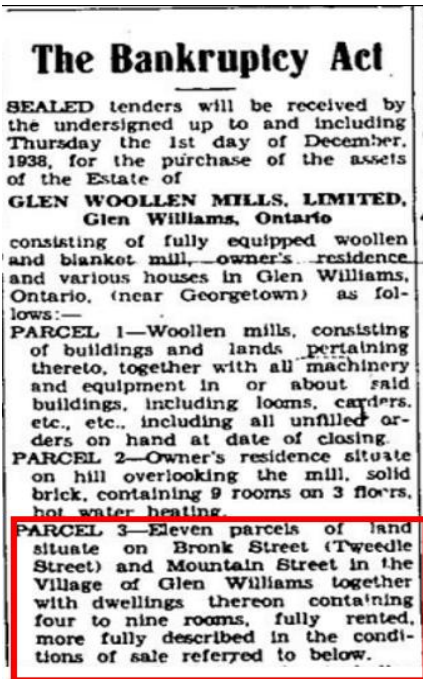 The Bankruptcy Act
SEALED tenders will be received by
the undersigned up to and including
Thursday the 1st day of December,
1938, for the purchase of the assets
of the Estate of
GLEN WOOLLEN MILLS, LIMITED,
Glen Williams, Ontario
consisting of fully equipped woollen
and blanket mill, owner's residence
and various houses in Glen Williams,
Ontario, (near Georgetown) as fol-
lows:—
PARCEL 1—Woollen mills, consisting
of buildings and lands pertaining
thereto, together with all machinery
and equipment in or about said
buildings, including looms, carders,
etc., etc., including all unfilled or-
ders on hand at date of closing.
PARCEL 2—Owner's residence situate
on hill overlooking the mill, solid
brick, containing 9 rooms on 3 floors,
hot water heating.
PARCEL 3—Eleven parcels of land
situate on Bronk Street (Tweedle
Street) and Mountain Street in the
Village of Glen Williams together
with dwellings thereon containing
four to nine rooms, fully rented,
more fully described in the condi-
tions of sale referred to below.